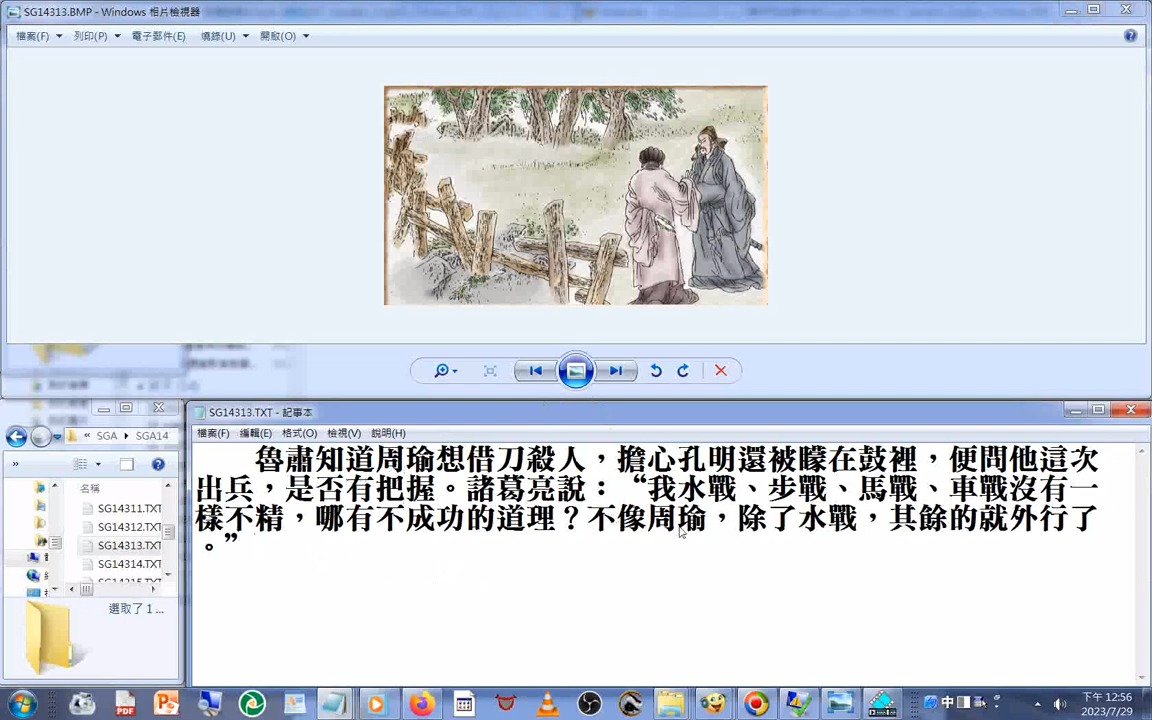 SG14313.BMP - Windows 相片檢視器
檔案(F) 列印(P) 電子郵件(E) 燒錄(U) 開啟(O)
SG14313.TXT - 記事本
檔案(F) 編輯(E) 格式(O) 檢視(V) 說明(H)
魯肅知道周瑜想借刀殺人，擔心孔明還被矇在鼓裡，便問他這次
出兵，是否有把握。諸葛亮說：“我水戰、步戰、馬戰、車戰沒有一
樣不精，哪有不成功的道理？不像周瑜，除了水戰，其餘的就外行了
。”
« SGA ▸ SGA14
»
名稱
SG14311.TXT
SG14312.TXT
SG14313.TXT
SG14314.TXT
SG14315.TXT
選取了 1 ...
PDF
中
下午 12:56
2023/7/29